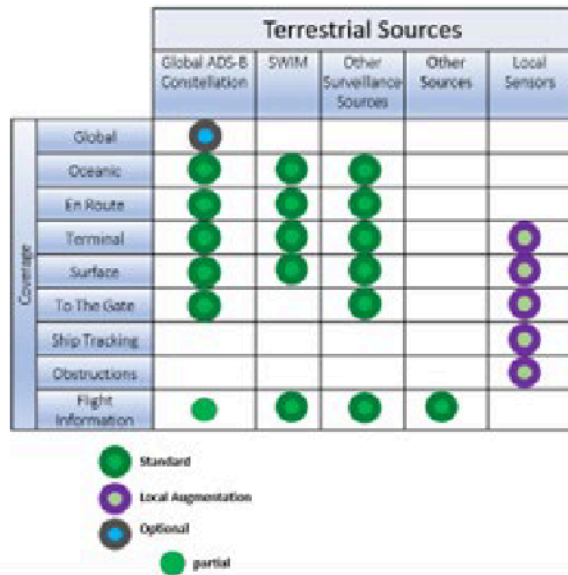 Terrestrial Sources
Global ADS-B
Constellation
SWIM
Other
Surveillance
Sources
Other
Sources
Local
Sensors
Coverage
Global
Oceanic
En Route
Terminal
Surface
To The Gate
Ship Tracking
Obstructions
Flight
Information
Standard
Local Augmentation
Optional
partial